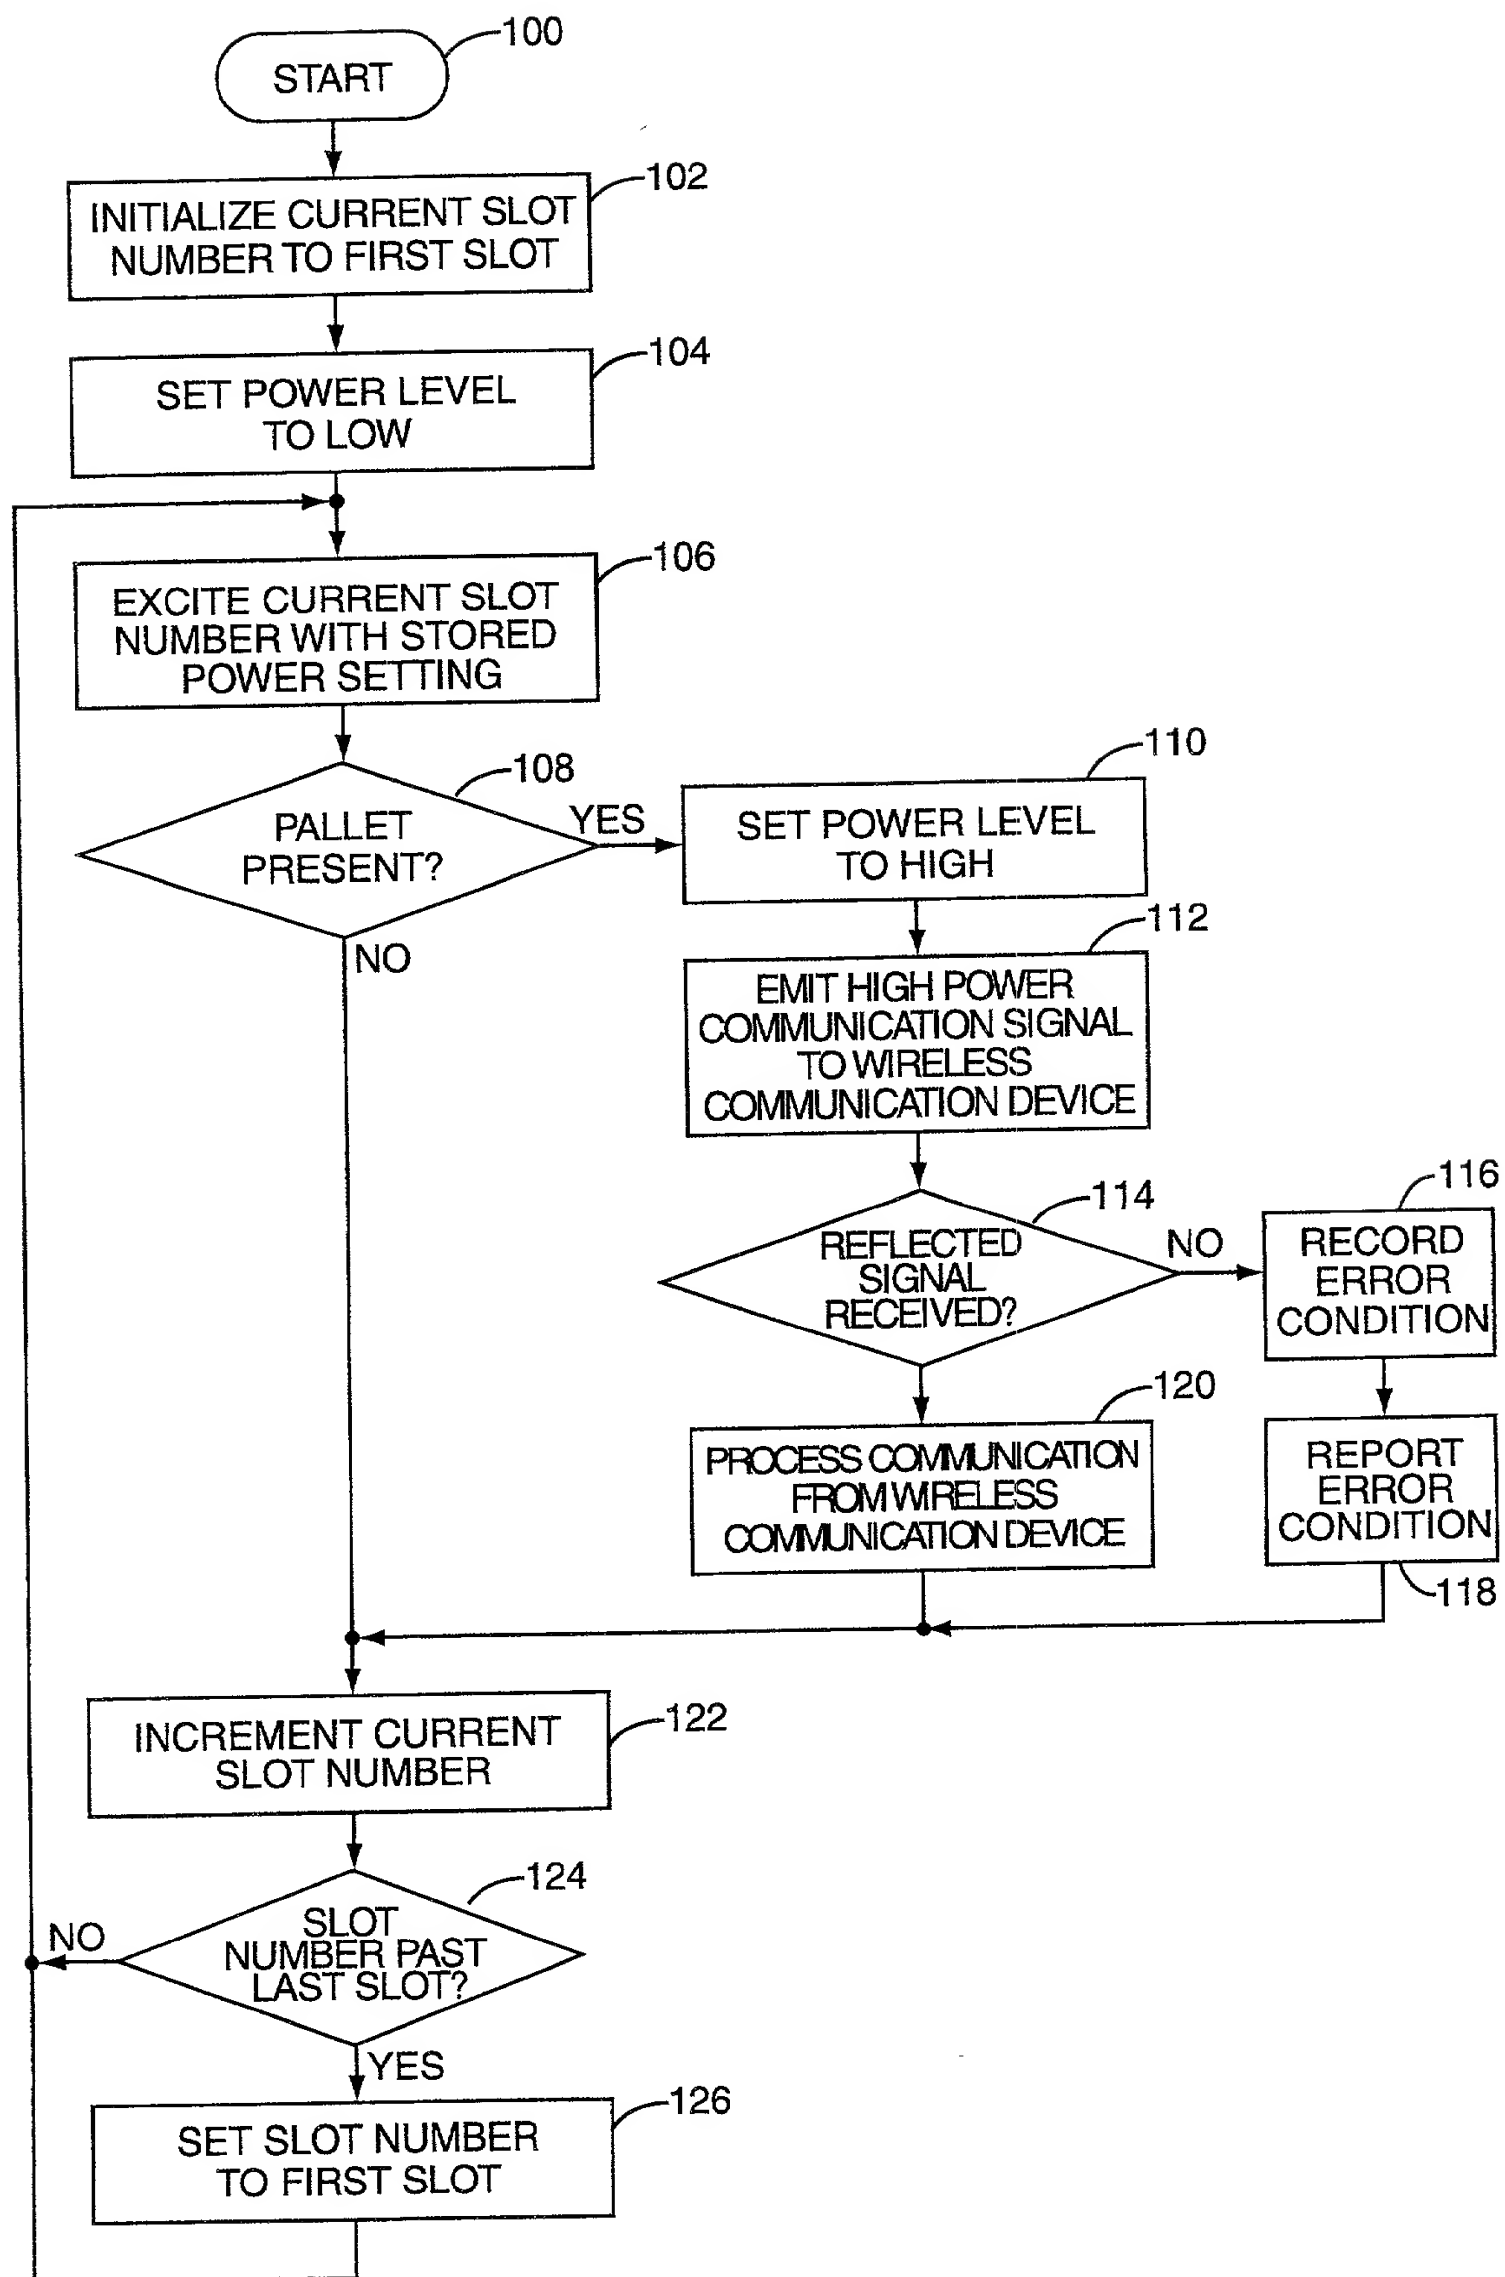 100
START
102
INITIALIZE CURRENT SLOT
NUMBER TO FIRST SLOT
104
SET POWER LEVEL
TO LOW
106
EXCITE CURRENT SLOT
NUMBER WITH STORED
POWER SETTING
108
PALLET
PRESENT?
YES
NO
110
SET POWER LEVEL
TO HIGH
112
EMIT HIGH POWER
COMMUNICATION SIGNAL
TO WIRELESS
COMMUNICATION DEVICE
114
REFLECTED
SIGNAL
RECEIVED?
NO
116
RECORD
ERROR
CONDITION
120
PROCESS COMMUNICATION
FROM WIRELESS
COMMUNICATION DEVICE
REPORT
ERROR
CONDITION
118
122
INCREMENT CURRENT
SLOT NUMBER
124
SLOT
NUMBER PAST
LAST SLOT?
NO
YES
126
SET SLOT NUMBER
TO FIRST SLOT